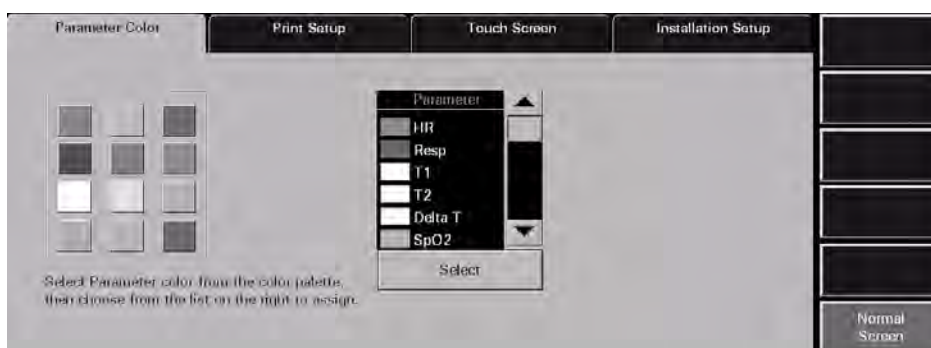 Parameter Color
Print Setup
Touch Screen
Installation Setup
Parameter
HR
Resp
T1
T2
Delta T
SpO2
Select
Select Parameter color from the color palette,
then choose from the list on the right to assign.
Normal
Screen